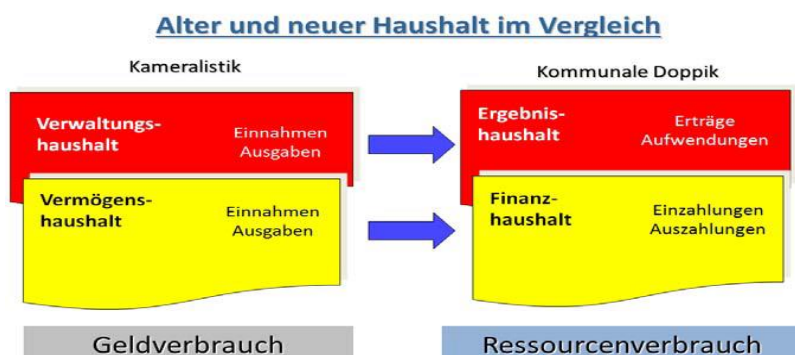 Alter und neuer Haushalt im Vergleich
Kameralistik
Verwaltungs-
haushalt
Einnahmen
Ausgaben
Vermögens-
haushalt
Einnahmen
Ausgaben
Geldverbrauch
Kommunale Doppik
Ergebnis-
haushalt
Erträge
Aufwendungen
Finanz-
haushalt
Einzahlungen
Auszahlungen
Ressourcenverbrauch